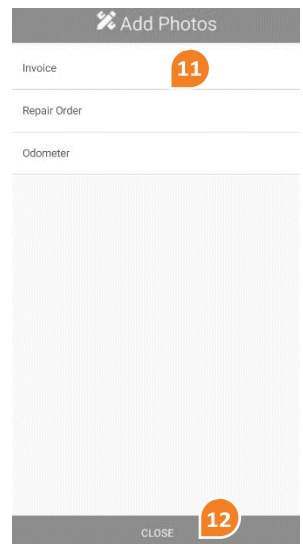 Add Photos
Invoice
11
Repair Order
Odometer
12
CLOSE